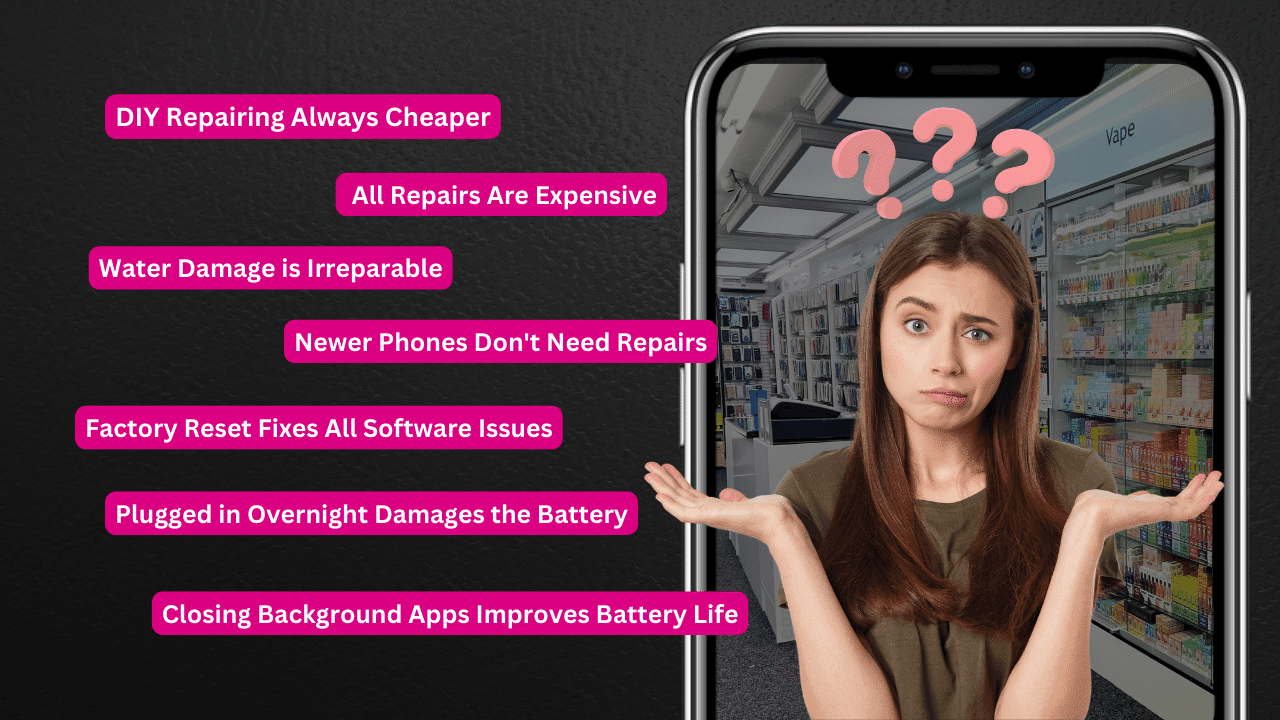 DIY Repairing Always Cheaper
All Repairs Are Expensive
Water Damage is Irreparable
Newer Phones Don't Need Repairs
Factory Reset Fixes All Software Issues
Plugged in Overnight Damages the Battery
Closing Background Apps Improves Battery Life
???
Vape